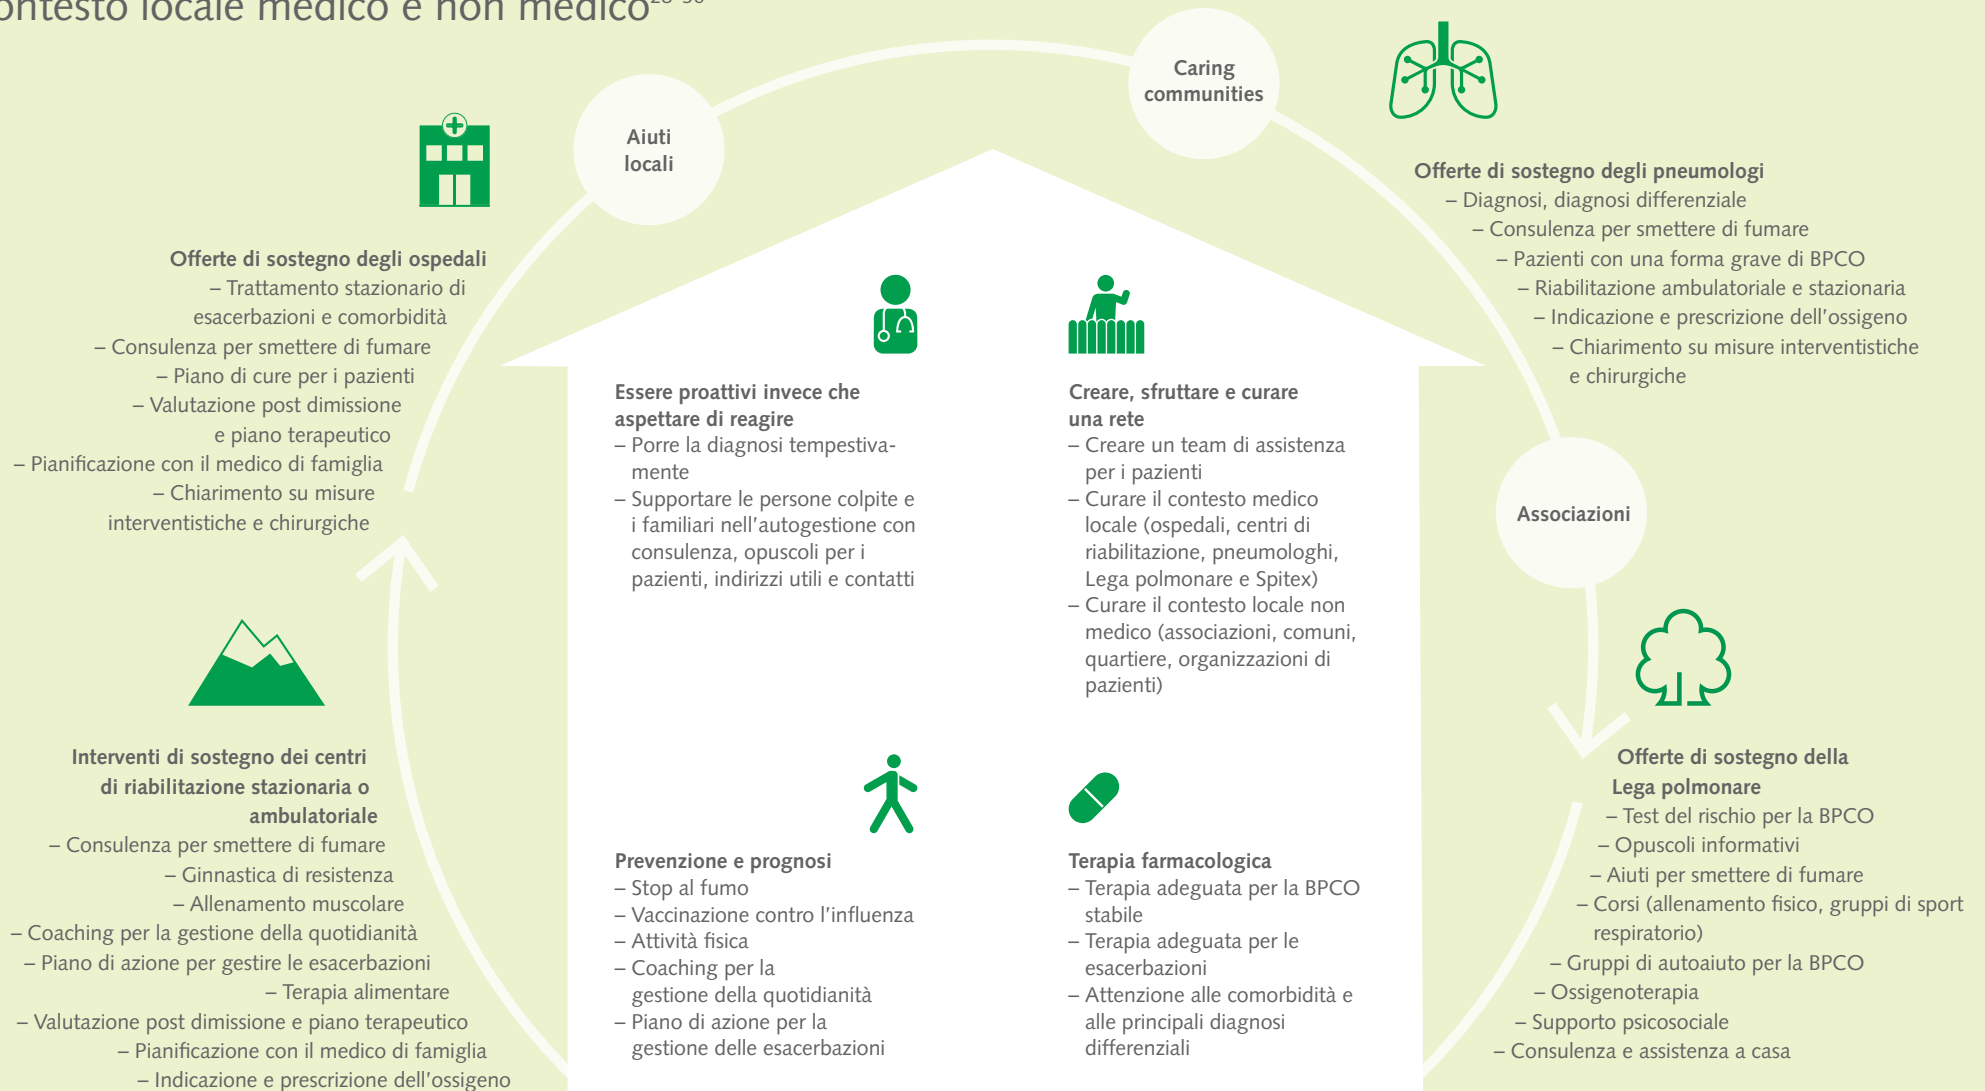 contesto locale medico e non medico²⁸⁻³⁰
Aiuti
locali
Caring
communities
Associazioni
Offerte di sostegno degli ospedali
– Trattamento stazionario di
esacerbazioni e comorbidità
– Consulenza per smettere di fumare
– Piano di cure per i pazienti
– Valutazione post dimissione
e piano terapeutico
– Pianificazione con il medico di famiglia
– Chiarimento su misure
interventistiche e chirurgiche
Interventi di sostegno dei centri
di riabilitazione stazionaria o
ambulatoriale
– Consulenza per smettere di fumare
– Ginnastica di resistenza
– Allenamento muscolare
– Coaching per la gestione della quotidianità
– Piano di azione per gestire le esacerbazioni
– Terapia alimentare
– Valutazione post dimissione e piano terapeutico
– Pianificazione con il medico di famiglia
– Indicazione e prescrizione dell'ossigeno
Essere proattivi invece che
aspettare di reagire
– Porre la diagnosi tempestiva-
mente
– Supportare le persone colpite e
i familiari nell'autogestione con
consulenza, opuscoli per i
pazienti, indirizzi utili e contatti
Creare, sfruttare e curare
una rete
– Creare un team di assistenza
per i pazienti
– Curare il contesto medico
locale (ospedali, centri di
riabilitazione, pneumologhi,
Lega polmonare e Spitex)
– Curare il contesto locale non
medico (associazioni, comuni,
quartiere, organizzazioni di
pazienti)
Prevenzione e prognosi
– Stop al fumo
– Vaccinazione contro l'influenza
– Attività fisica
– Coaching per la
gestione della quotidianità
– Piano di azione per la
gestione delle esacerbazioni
Terapia farmacologica
– Terapia adeguata per la BPCO
stabile
– Terapia adeguata per le
esacerbazioni
– Attenzione alle comorbidità e
alle principali diagnosi
differenziali
Offerte di sostegno degli pneumologi
– Diagnosi, diagnosi differenziale
– Consulenza per smettere di fumare
– Pazienti con una forma grave di BPCO
– Riabilitazione ambulatoriale e stazionaria
– Indicazione e prescrizione dell'ossigeno
– Chiarimento su misure interventistiche
e chirurgiche
Offerte di sostegno della
Lega polmonare
– Test del rischio per la BPCO
– Opuscoli informativi
– Aiuti per smettere di fumare
– Corsi (allenamento fisico, gruppi di sport
respiratorio)
– Gruppi di autoaiuto per la BPCO
– Ossigenoterapia
– Supporto psicosociale
– Consulenza e assistenza a casa